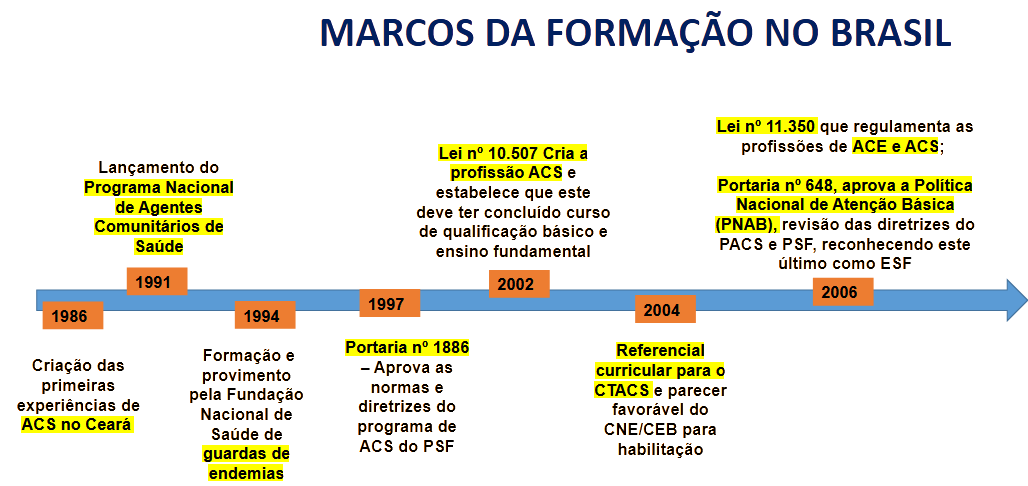 MARCOS DA FORMAÇÃO NO BRASIL
1986
Criação das
primeiras
experiências de
ACS no Ceará
Lançamento do
Programa Nacional
de Agentes
Comunitários de
Saúde
1991
1994
Formação e
provimento
pela Fundação
Nacional de
Saúde de
guardas de
endemias
1997
Portaria nº 1886
– Aprova as
normas e
diretrizes do
programa de
ACS do PSF
Lei nº 10.507 Cria a
profissão ACS e
estabelece que este
deve ter concluído curso
de qualificação básico e
ensino fundamental
2002
2004
Referencial
curricular para o
CTACS e parecer
favorável do
CNE/CEB para
habilitação
Lei nº 11.350 que regulamenta as
profissões de ACE e ACS;
Portaria nº 648, aprova a Política
Nacional de Atenção Básica
(PNAB), revisão das diretrizes do
PACS e PSF, reconhecendo este
último como ESF
2006